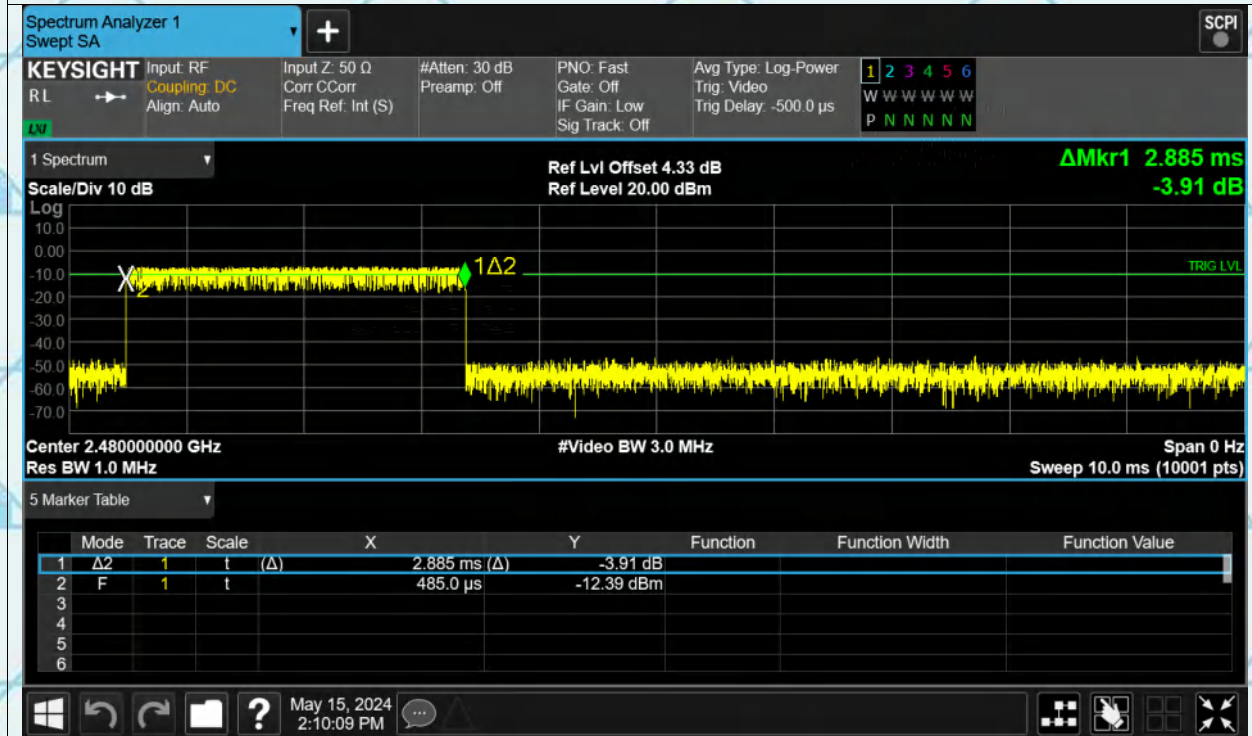 Spectrum Analyzer 1
Swept SA
+
SCPI
KEYSIGHT
RL
LXI
Input: RF
Coupling: DC
Align: Auto
Input Z: 50 Ω
Corr CCorr
Freq Ref: Int (S)
#Atten: 30 dB
Preamp: Off
PNO: Fast
Gate: Off
IF Gain: Low
Sig Track: Off
Avg Type: Log-Power
Trig: Video
Trig Delay: -500.0 µs
1 2 3 4 5 6
W W W W W W
P N N N N N
1 Spectrum
Scale/Div 10 dB
Ref Lvl Offset 4.33 dB
Ref Level 20.00 dBm
ΔMkr1 2.885 ms
-3.91 dB
Log
10.0
0.00
-10.0
-20.0
-30.0
-40.0
-50.0
-60.0
-70.0
X
2
1Δ2
TRIG LVL
Center 2.480000000 GHz
#Video BW 3.0 MHz
Span 0 Hz
Res BW 1.0 MHz
Sweep 10.0 ms (10001 pts)
5 Marker Table
Mode Trace Scale X Y Function Function Width Function Value
1 Δ2 1 t (Δ) 2.885 ms (Δ) -3.91 dB
2 F 1 t 485.0 µs -12.39 dBm
3
4
5
6
?
May 15, 2024
2:10:09 PM